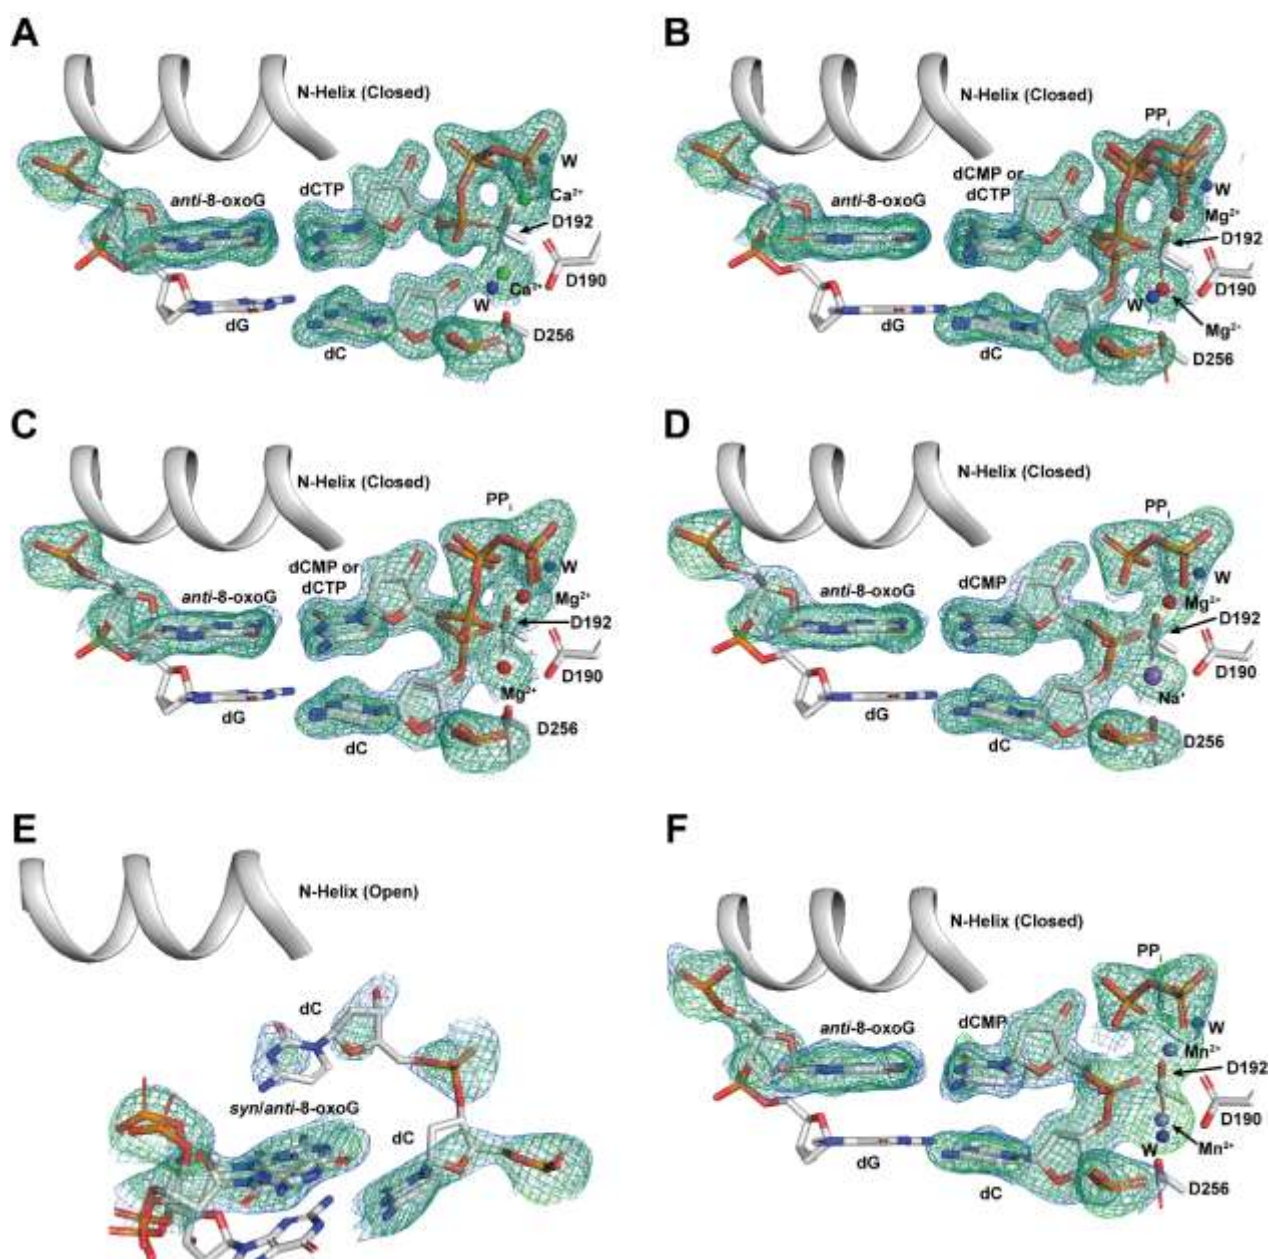 A
N-Helix (Closed)
dCTP
W
anti-8-oxoG
Ca²⁺
D192
D190
Ca²⁺
W
dG
D256
dC
B
N-Helix (Closed)
PPᵢ
dCMP or
dCTP
W
anti-8-oxoG
Mg²⁺
D192
D190
W
dG
Mg²⁺
dC
D256
C
N-Helix (Closed)
PPᵢ
dCMP or
dCTP
W
anti-8-oxoG
Mg²⁺
D192
D190
Mg²⁺
dG
D256
dC
D
N-Helix (Closed)
PPᵢ
dCMP
W
anti-8-oxoG
Mg²⁺
D192
D190
Na⁺
dG
D256
dC
E
N-Helix (Open)
dC
syn/anti-8-oxoG
dC
F
N-Helix (Closed)
PPᵢ
anti-8-oxoG
dCMP
W
Mn²⁺
D192
D190
W
Mn²⁺
dG
D256
dC